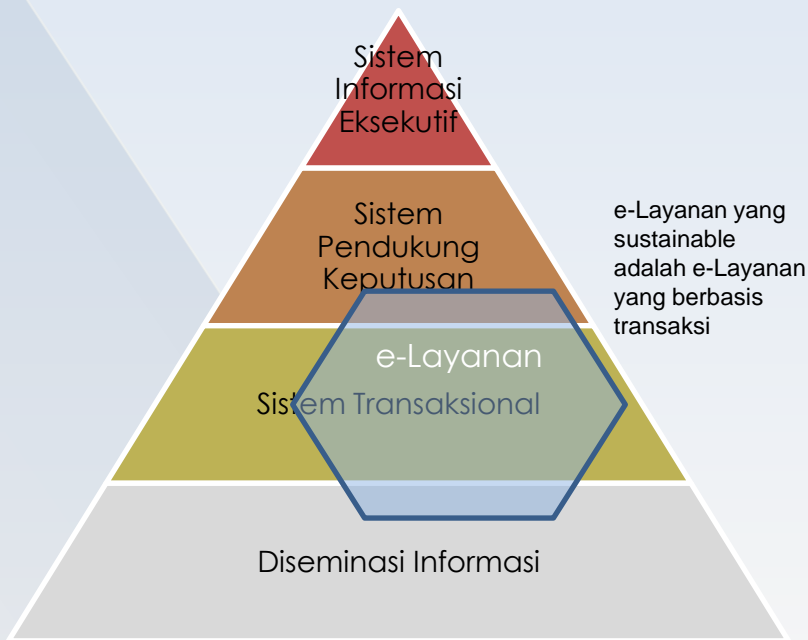 Sistem
Informasi
Eksekutif
Sistem
Pendukung
Keputusan
e-Layanan yang
sustainable
adalah e-Layanan
yang berbasis
transaksi
e-Layanan
Sistem Transaksional
Diseminasi Informasi